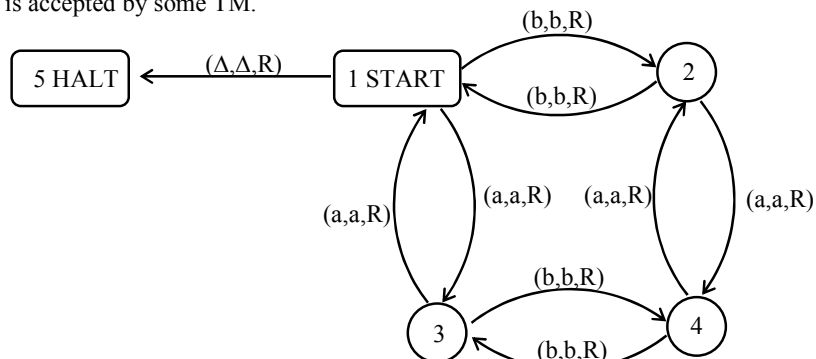 is accepted by some TM.
(b,b,R)
5 HALT
(Δ,Δ,R)
1 START
2
(b,b,R)
(a,a,R)
(a,a,R)
(a,a,R)
(a,a,R)
(b,b,R)
3
4
(b,b,R)